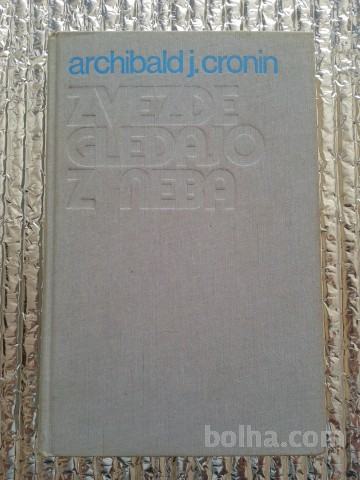 archibald j. cronin
ZVEZDE
GLEDAJO
Z NEBA
bolha.com